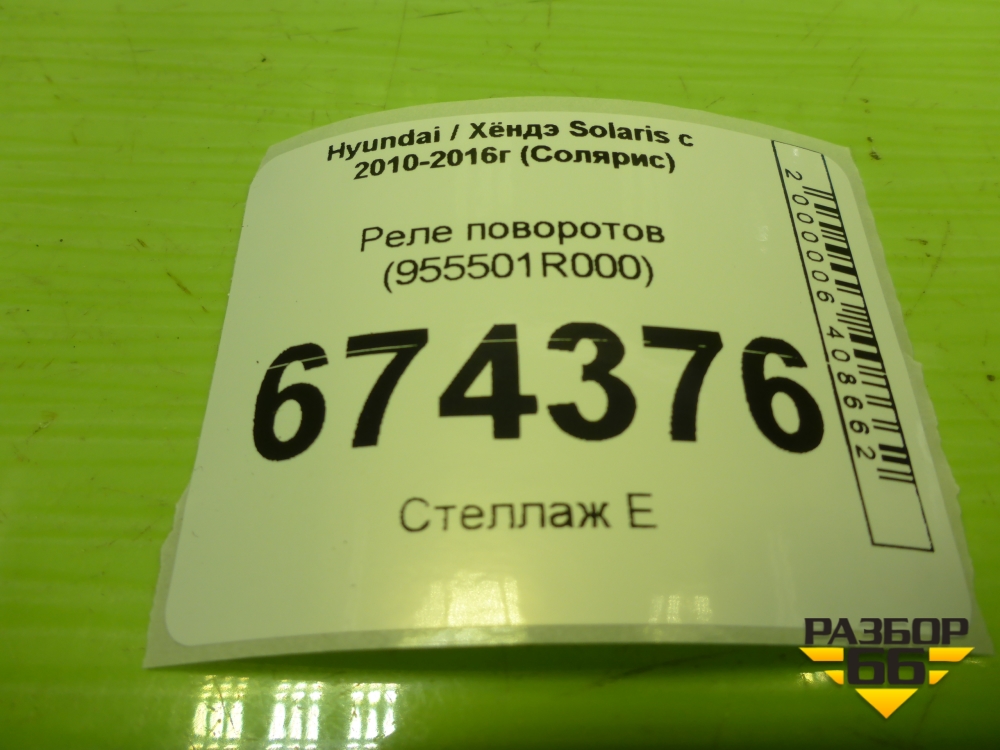 Hyundai / Хёндэ Solaris с
2010-2016г (Солярис)
Реле поворотов
(955501R000)
674376
Стеллаж Е
2000006408662
РАЗБОР
66